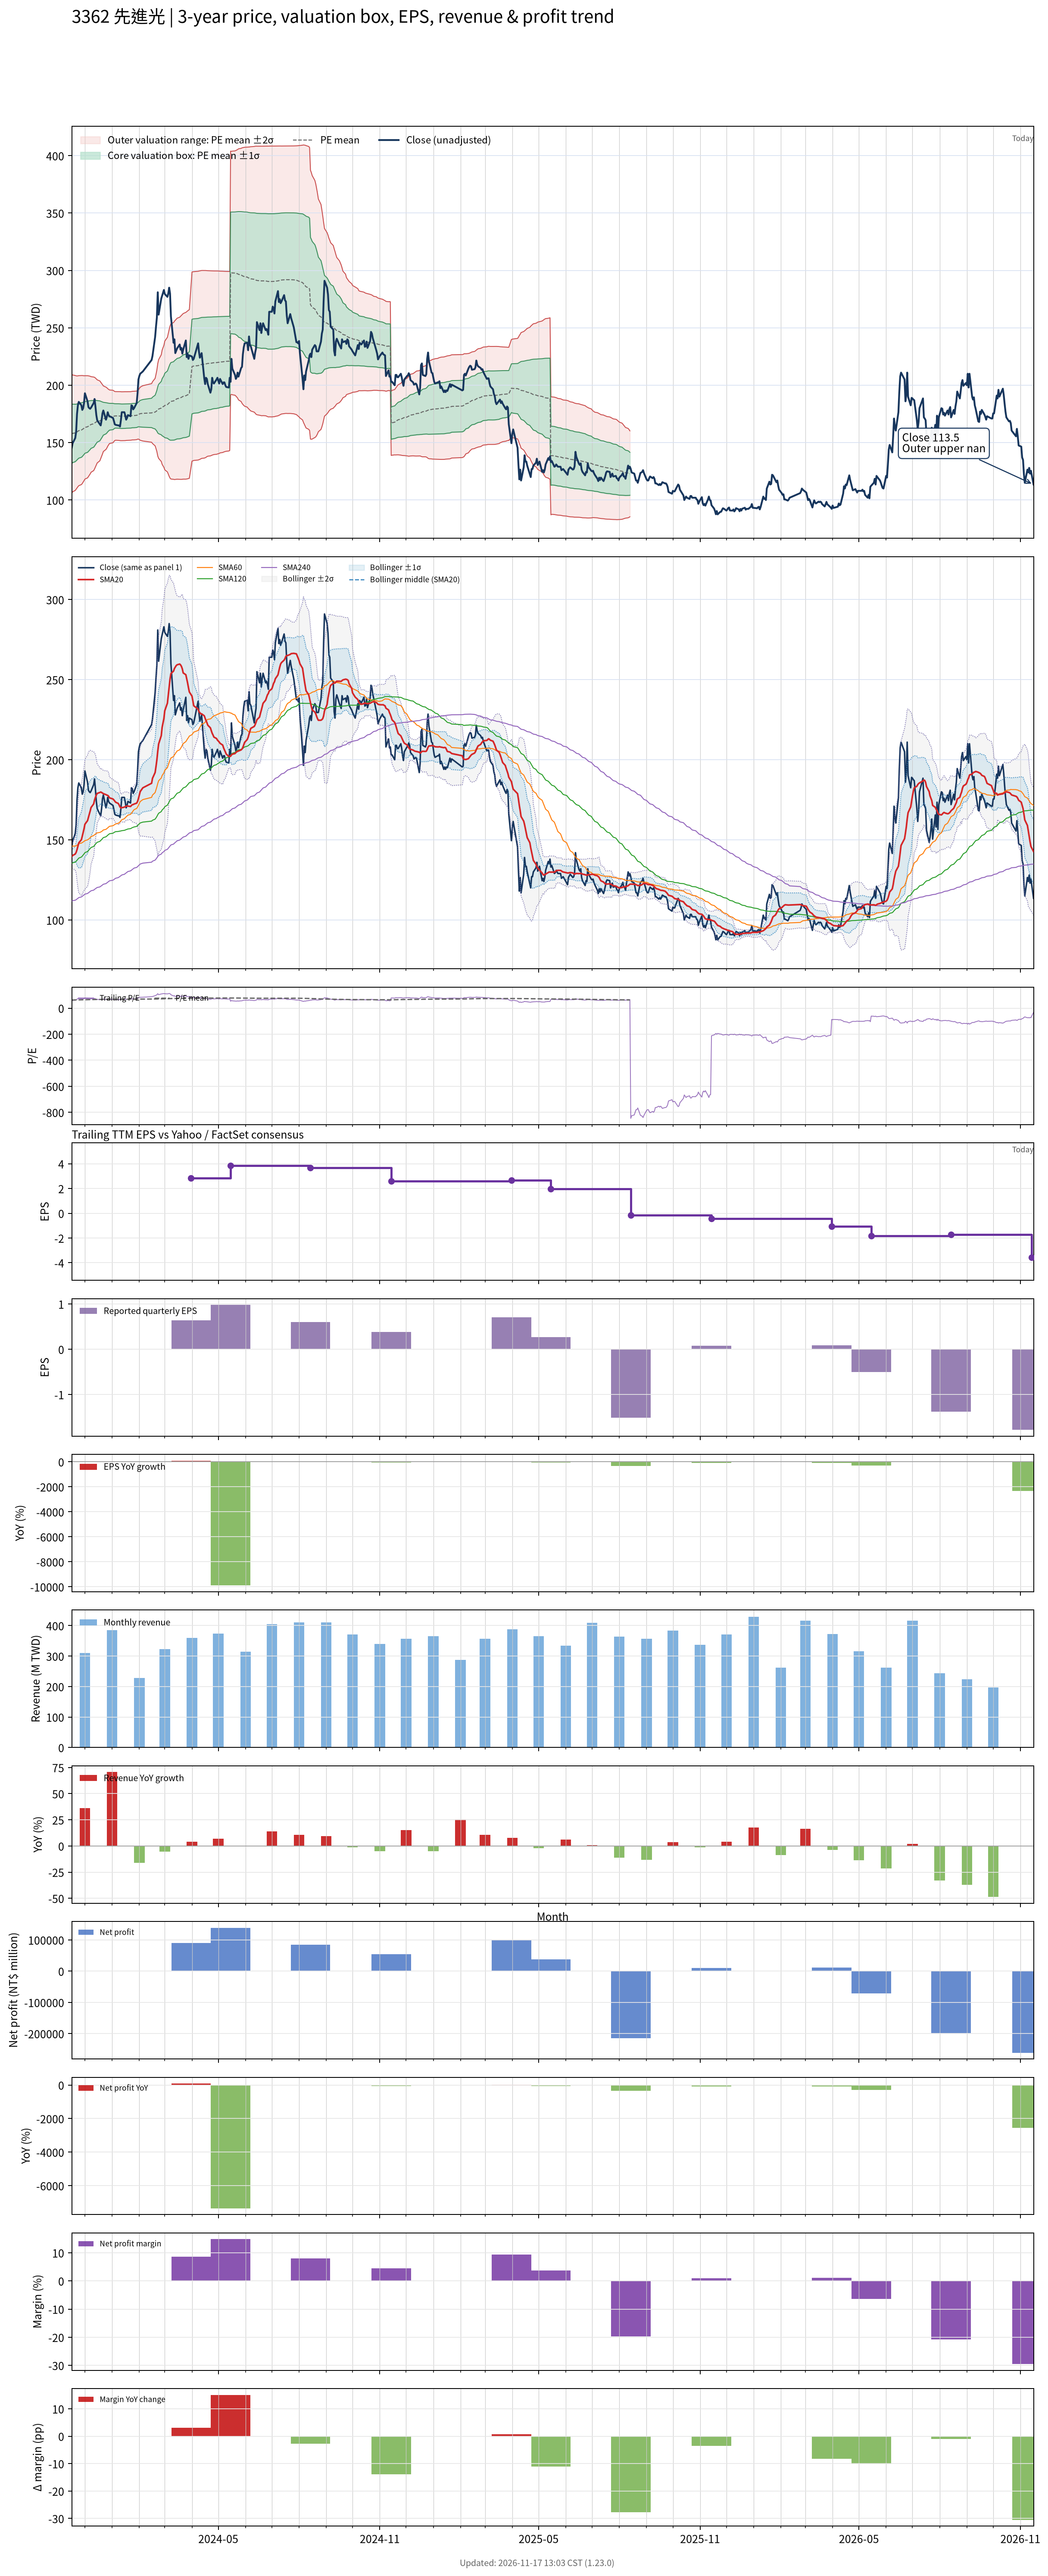 3362 先進光 | 3-year price, valuation box, EPS, revenue & profit trend
Outer valuation range: PE mean ±2σ
PE mean
Close (unadjusted)
Core valuation box: PE mean ±1σ
Today
400
350
300
250
200
150
100
Price (TWD)
Close 113.5
Outer upper nan
Close (same as panel 1)
SMA60
SMA240
Bollinger ±1σ
SMA20
SMA120
Bollinger ±2σ
Bollinger middle (SMA20)
300
250
200
150
100
Price
Trailing P/E
P/E mean
0
-200
-400
-600
-800
P/E
Trailing TTM EPS vs Yahoo / FactSet consensus
Today
4
2
0
-2
-4
EPS
Reported quarterly EPS
1
0
-1
EPS
EPS YoY growth
0
-2000
-4000
-6000
-8000
-10000
YoY (%)
Monthly revenue
400
300
200
100
0
Revenue (M TWD)
Revenue YoY growth
75
50
25
0
-25
-50
YoY (%)
Month
Net profit
100000
0
-100000
-200000
Net profit (NT$ million)
Net profit YoY
0
-2000
-4000
-6000
YoY (%)
Net profit margin
10
0
-10
-20
-30
Margin (%)
Margin YoY change
10
0
-10
-20
-30
Δ margin (pp)
2024-05
2024-11
2025-05
2025-11
2026-05
2026-11
Updated: 2026-11-17 13:03 CST (1.23.0)